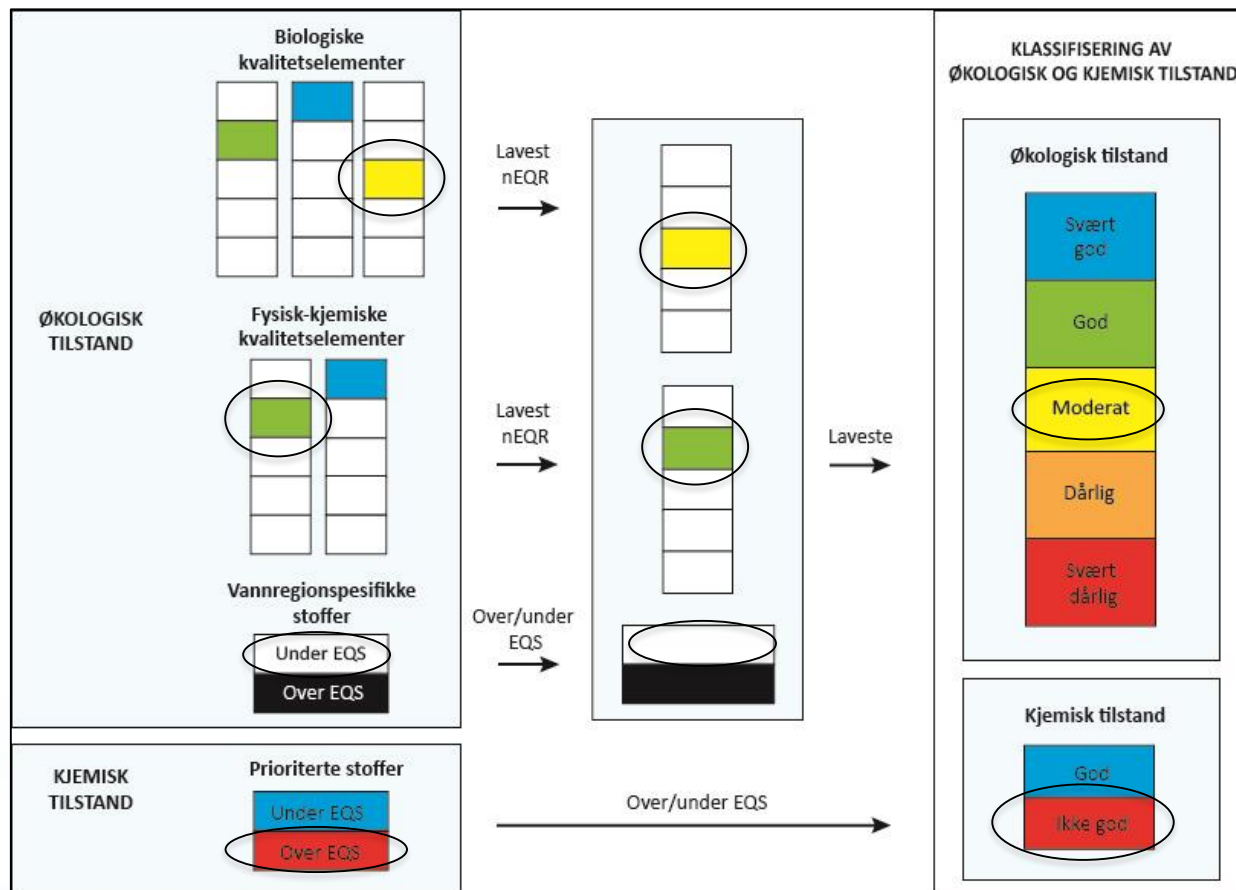 Biologiske
kvalitetselementer
ØKOLOGISK
TILSTAND
Fysisk-kjemiske
kvalitetselementer
Vannregionspesifikke
stoffer
Under EQS
Over EQS
Lavest
nEQR
Lavest
nEQR
Over/under
EQS
Laveste
KLASSIFISERING AV
ØKOLOGISK OG KJEMISK TILSTAND
Økologisk tilstand
Svært
god
God
Moderat
Dårlig
Svært
dårlig
KJEMISK
TILSTAND
Prioriterte stoffer
Under EQS
Over EQS
Over/under EQS
Kjemisk tilstand
God
Ikke god